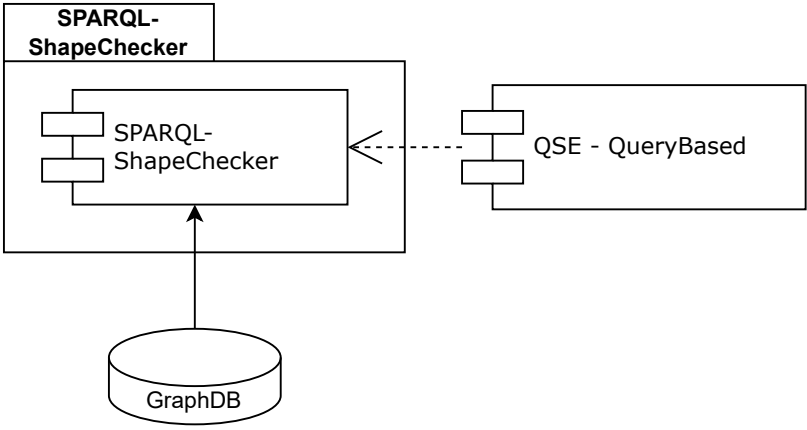 SPARQL-
ShapeChecker
SPARQL-
ShapeChecker
QSE - QueryBased
GraphDB